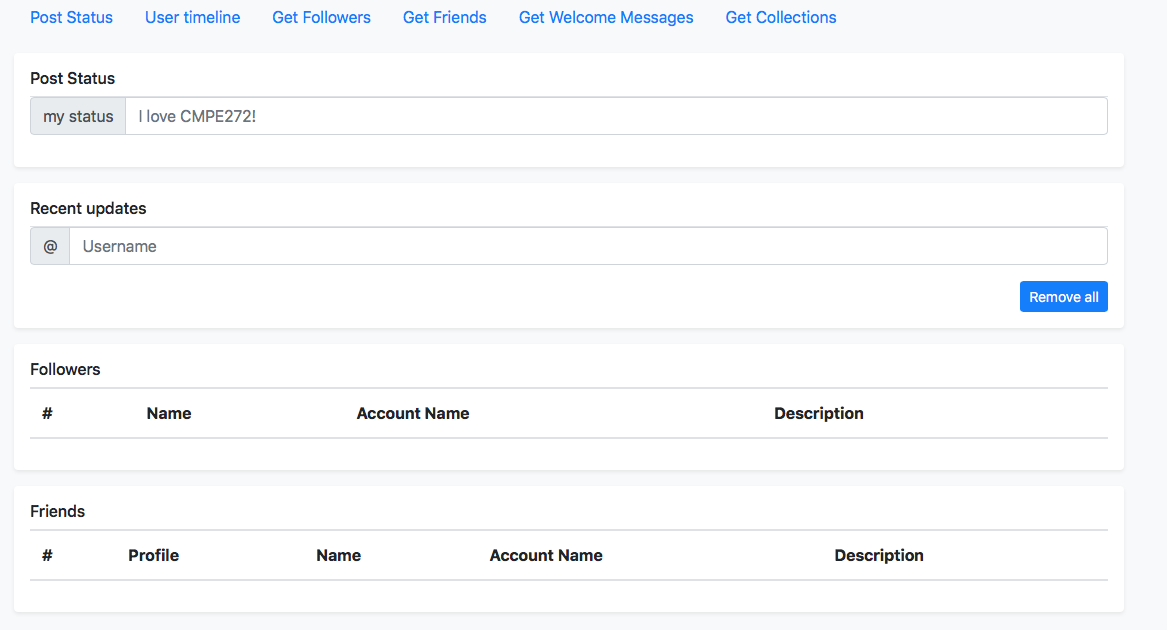 Post Status User timeline Get Followers Get Friends Get Welcome Messages Get Collections
Post Status
my status I love CMPE272!
Recent updates
@ Username
Remove all
Followers
# Name Account Name Description
Friends
# Profile Name Account Name Description